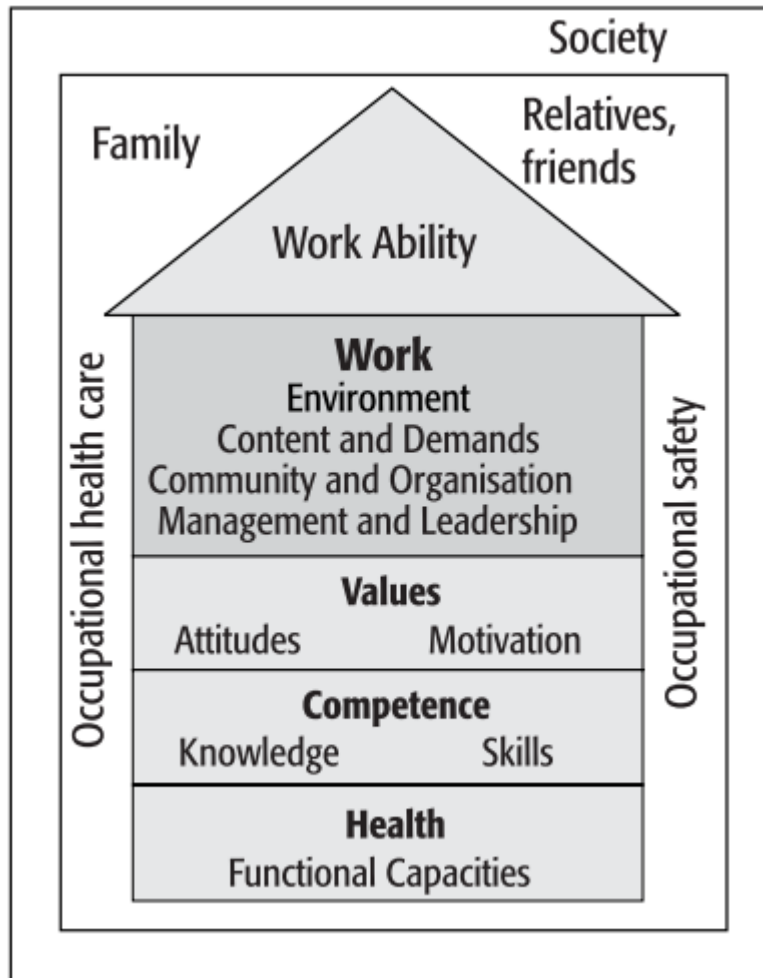 Society
Family
Relatives,
friends
Work Ability
Occupational health care
Work
Environment
Content and Demands
Community and Organisation
Management and Leadership
Values
Attitudes Motivation
Competence
Knowledge Skills
Health
Functional Capacities
Occupational safety